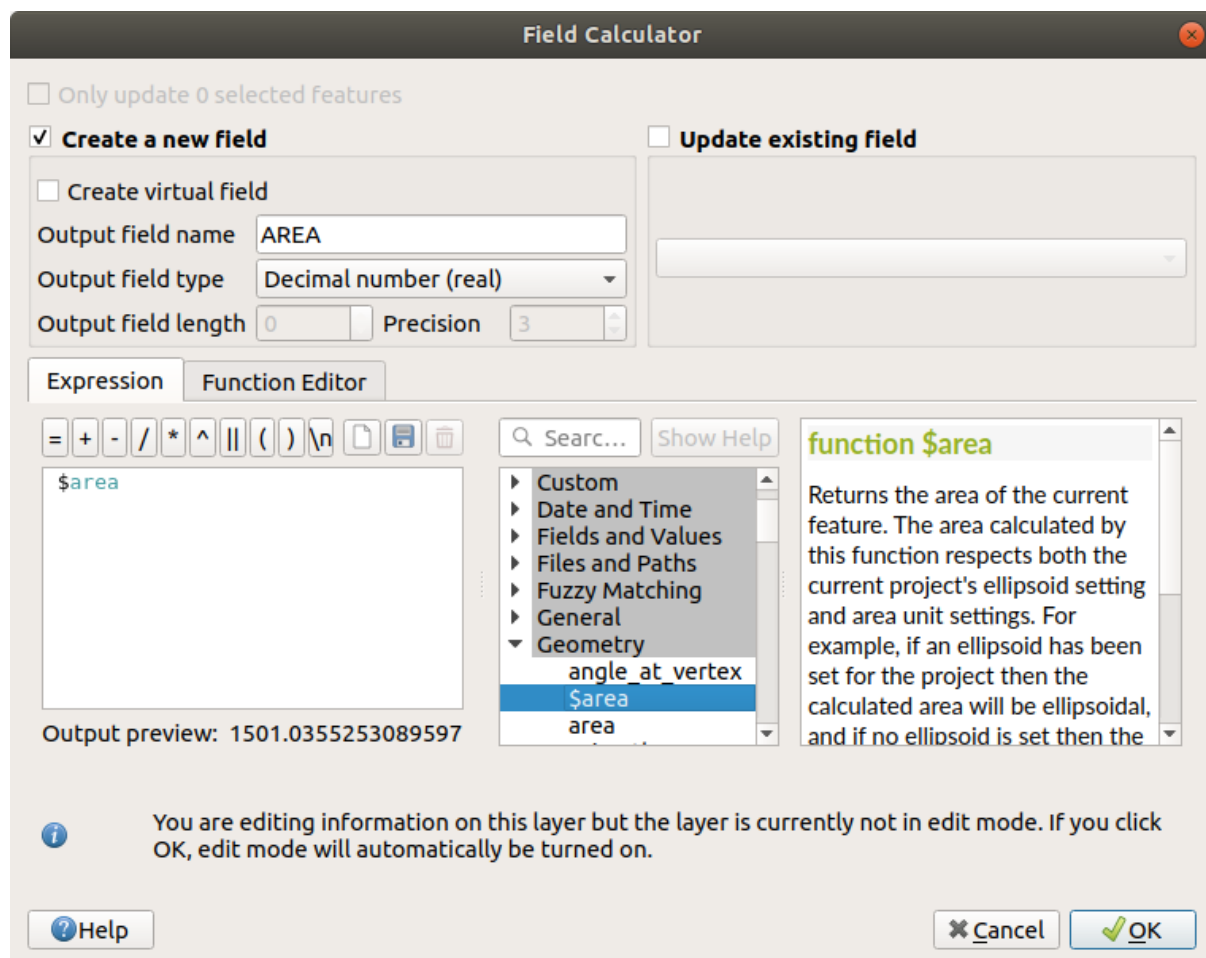 Field Calculator
Only update 0 selected features
Create a new field
Update existing field
Create virtual field
Output field name AREA
Output field type Decimal number (real)
Output field length 0 Precision 3
Expression Function Editor
= + - / * ^ || ( ) \n
Searc... Show Help
$area
Output preview: 1501.0355253089597
Custom
Date and Time
Fields and Values
Files and Paths
Fuzzy Matching
General
Geometry
angle_at_vertex
$area
area
function $area
Returns the area of the current
feature. The area calculated by
this function respects both the
current project's ellipsoid setting
and area unit settings. For
example, if an ellipsoid has been
set for the project then the
calculated area will be ellipsoidal,
and if no ellipsoid is set then the
You are editing information on this layer but the layer is currently not in edit mode. If you click
OK, edit mode will automatically be turned on.
Help
Cancel OK